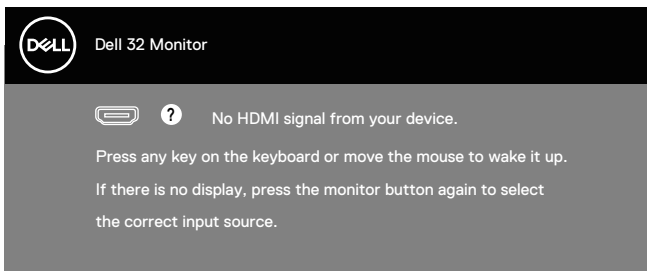 DELL
Dell 32 Monitor
? No HDMI signal from your device.
Press any key on the keyboard or move the mouse to wake it up.
If there is no display, press the monitor button again to select
the correct input source.